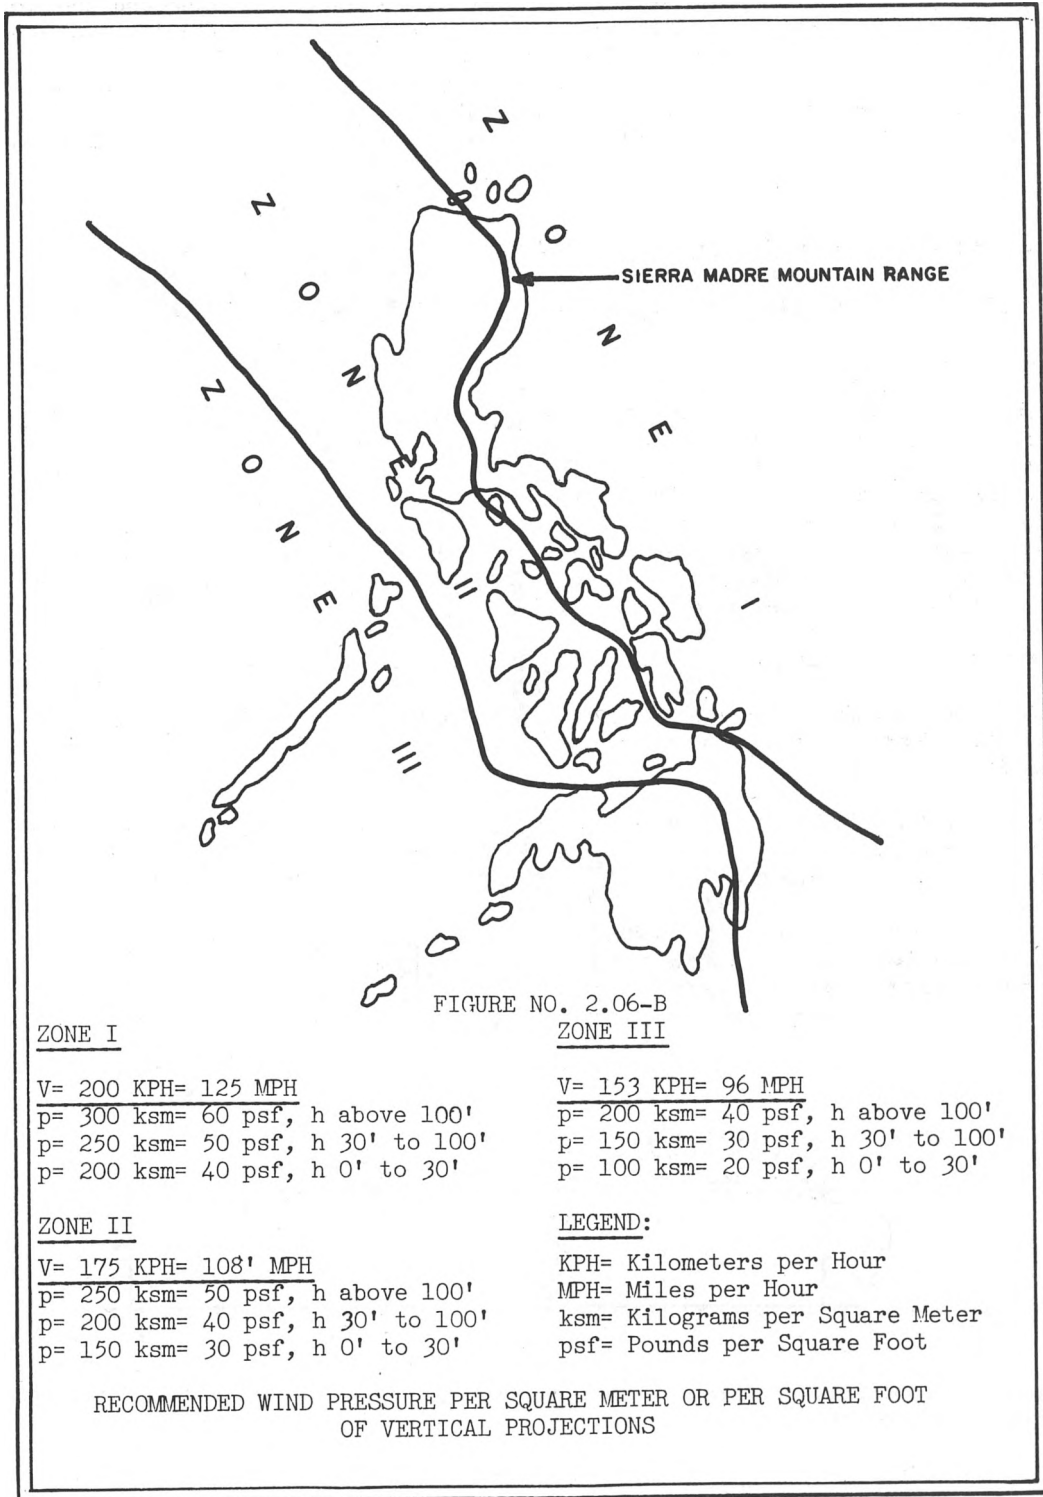 ZONE I
SIERRA MADRE MOUNTAIN RANGE
ZONE II
ZONE III
FIGURE NO. 2.06-B
ZONE I
V= 200 KPH= 125 MPH
p= 300 ksm= 60 psf, h above 100'
p= 250 ksm= 50 psf, h 30' to 100'
p= 200 ksm= 40 psf, h 0' to 30'
ZONE II
V= 175 KPH= 108' MPH
p= 250 ksm= 50 psf, h above 100'
p= 200 ksm= 40 psf, h 30' to 100'
p= 150 ksm= 30 psf, h 0' to 30'
ZONE III
V= 153 KPH= 96 MPH
p= 200 ksm= 40 psf, h above 100'
p= 150 ksm= 30 psf, h 30' to 100'
p= 100 ksm= 20 psf, h 0' to 30'
LEGEND:
KPH= Kilometers per Hour
MPH= Miles per Hour
ksm= Kilograms per Square Meter
psf= Pounds per Square Foot
RECOMMENDED WIND PRESSURE PER SQUARE METER OR PER SQUARE FOOT
OF VERTICAL PROJECTIONS